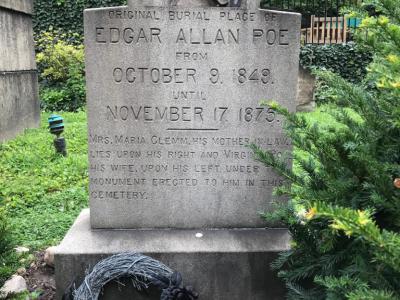 ORIGINAL BURIAL PLACE OF
EDGAR ALLAN POE
FROM
OCTOBER 9, 1849.
UNTIL
NOVEMBER 17, 1875.
MRS. MARIA CLEMM, HIS MOTHER IN LAW
LIES UPON HIS RIGHT AND
HIS WIFE, UPON HIS LEFT UNDER
MONUMENT ERECTED TO HIM IN THIS
CEMETERY.